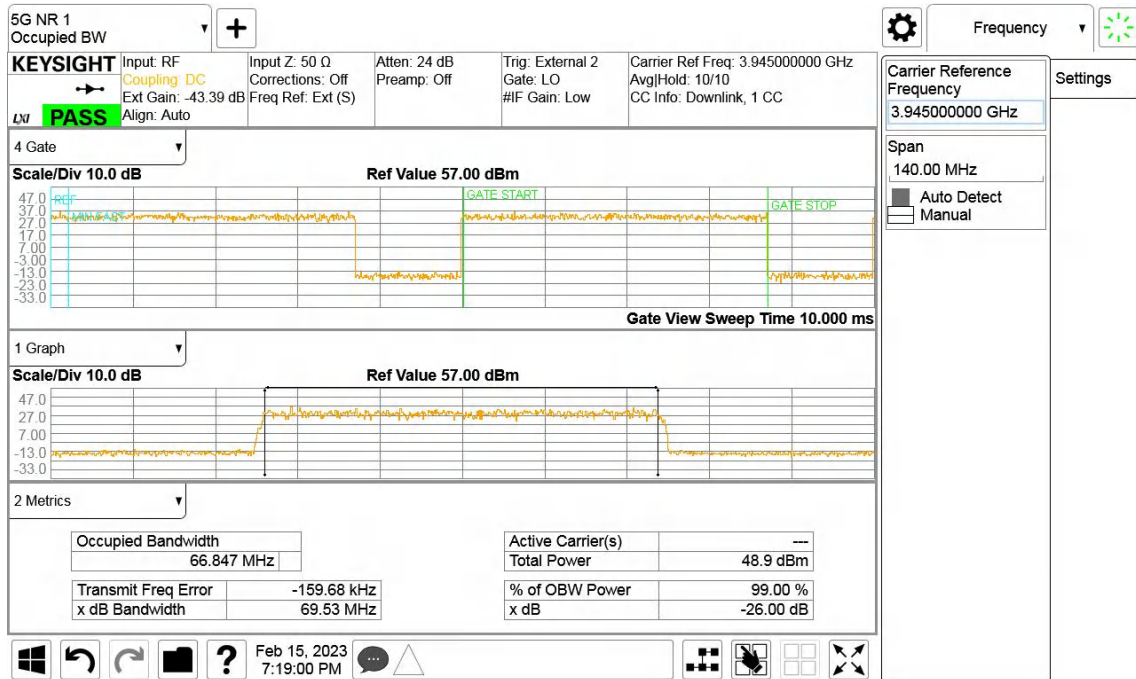 5G NR 1
Occupied BW
Frequency
KEYSIGHT
LXI
PASS
Input: RF
Coupling: DC
Ext Gain: -43.39 dB
Align: Auto
Input Z: 50 Ω
Corrections: Off
Freq Ref: Ext (S)
Atten: 24 dB
Preamp: Off
Trig: External 2
Gate: LO
#IF Gain: Low
Carrier Ref Freq: 3.945000000 GHz
Avg|Hold: 10/10
CC Info: Downlink, 1 CC
Carrier Reference
Frequency
3.945000000 GHz
Settings
Span
140.00 MHz
Auto Detect
Manual
4 Gate
Scale/Div 10.0 dB
Ref Value 57.00 dBm
47.0
37.0
27.0
17.0
7.00
-3.00
-13.0
-23.0
-33.0
REF
MIN FAST
GATE START
GATE STOP
Gate View Sweep Time 10.000 ms
1 Graph
Scale/Div 10.0 dB
Ref Value 57.00 dBm
47.0
27.0
7.00
-13.0
-33.0
2 Metrics
Occupied Bandwidth
66.847 MHz
Transmit Freq Error -159.68 kHz
x dB Bandwidth 69.53 MHz
Active Carrier(s) ---
Total Power 48.9 dBm
% of OBW Power 99.00 %
x dB -26.00 dB
Feb 15, 2023
7:19:00 PM